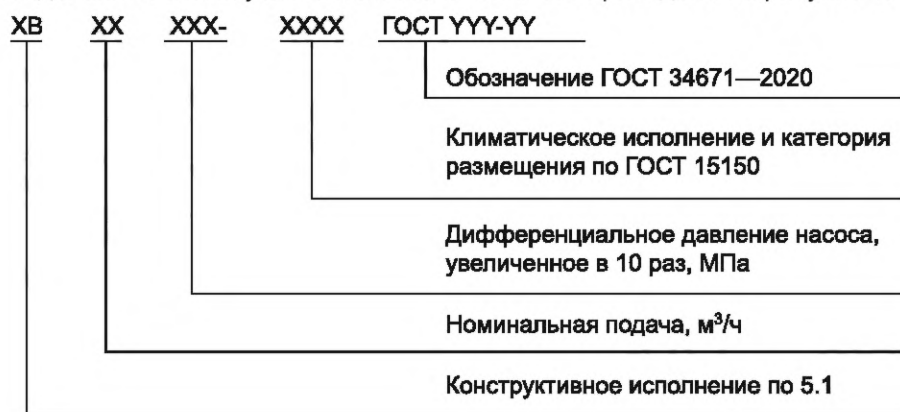 ХВ ХХ ХХХ- ХХХХ ГОСТ YYY-YY
Обозначение ГОСТ 34671—2020
Климатическое исполнение и категория
размещения по ГОСТ 15150
Дифференциальное давление насоса,
увеличенное в 10 раз, МПа
Номинальная подача, м³/ч
Конструктивное исполнение по 5.1